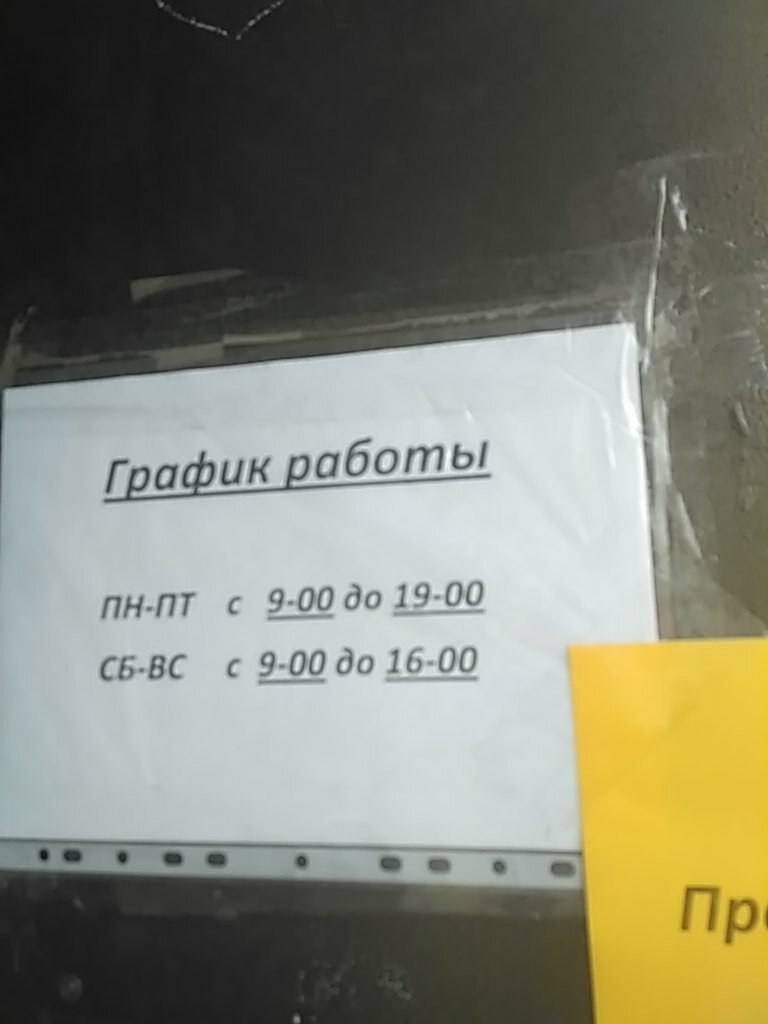 График работы
ПН-ПТ с 9-00 до 19-00
СБ-ВС с 9-00 до 16-00